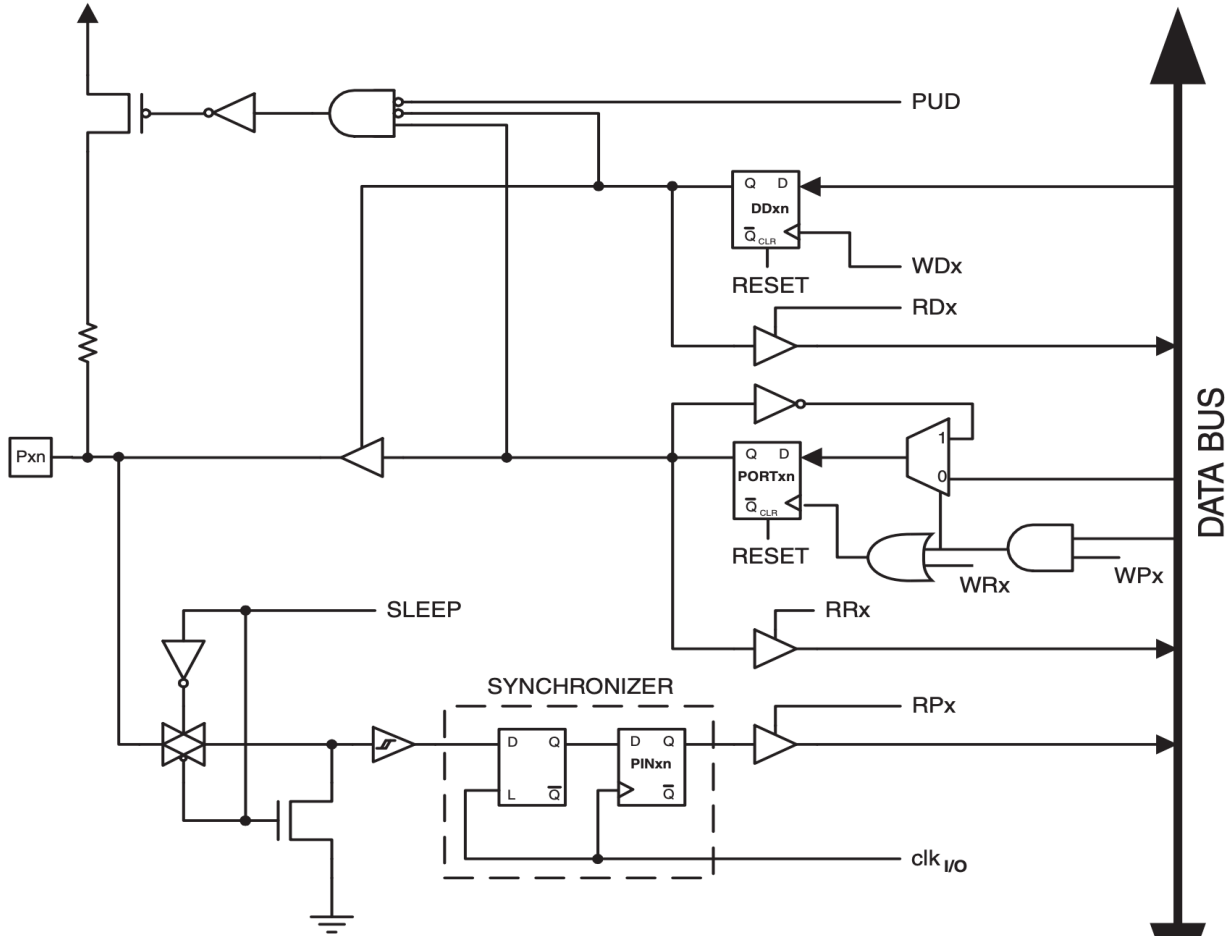 PUD
Q D
DDxn
Q̅ CLR
WDx
RESET
RDx
Pxn
1
Q D
PORTxn
0
Q̅ CLR
RESET
WRx
WPx
DATA BUS
SLEEP
RRx
SYNCHRONIZER
RPx
D Q
D Q
PINxn
L Q̅
Q̅
clk I/O